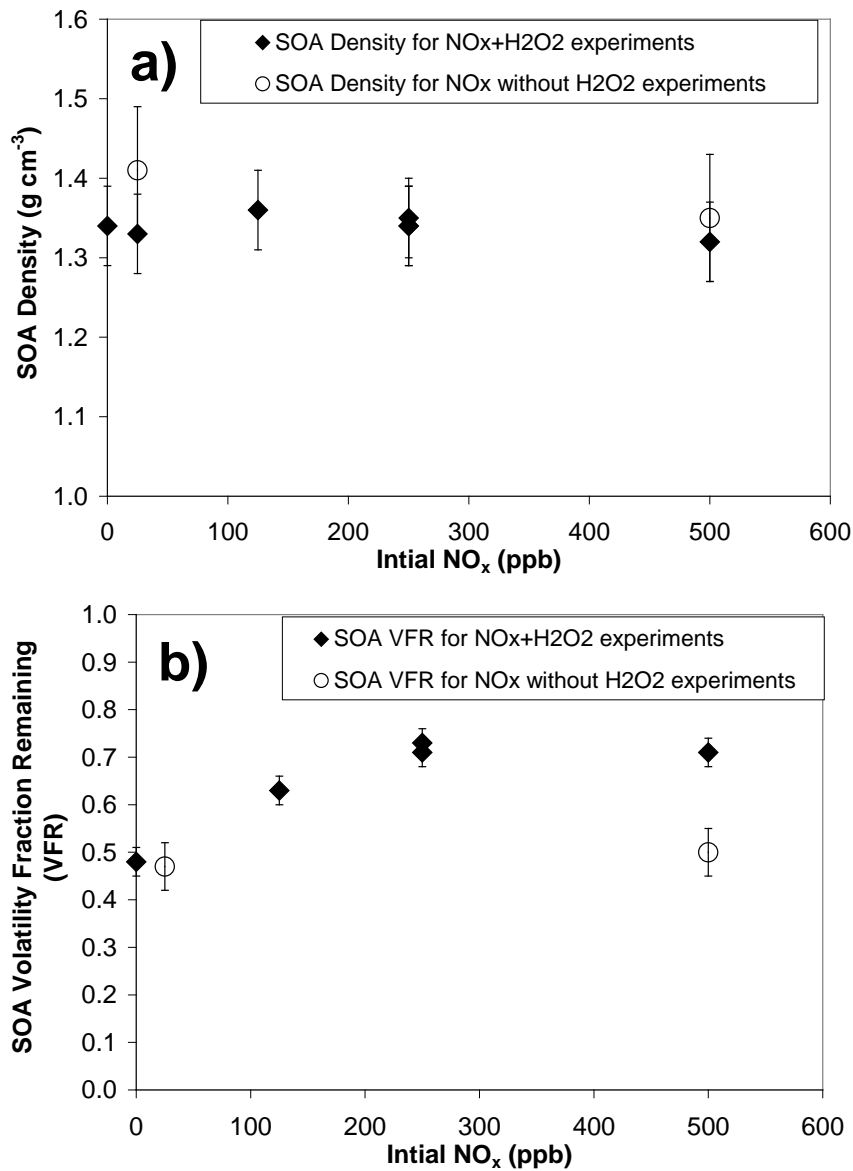 1.6
SOA Density for NOx+H2O2 experiments
a)
SOA Density for NOx without H2O2 experiments
1.5
1.4
1.3
1.2
1.1
1.0
SOA Density (g cm⁻³)
0 100 200 300 400 500 600
Intial NOₓ (ppb)
1.0
SOA VFR for NOx+H2O2 experiments
0.9
b)
SOA VFR for NOx without H2O2 experiments
0.8
0.7
0.6
0.5
0.4
0.3
0.2
0.1
0.0
SOA Volatility Fraction Remaining
(VFR)
0 100 200 300 400 500 600
Intial NOₓ (ppb)